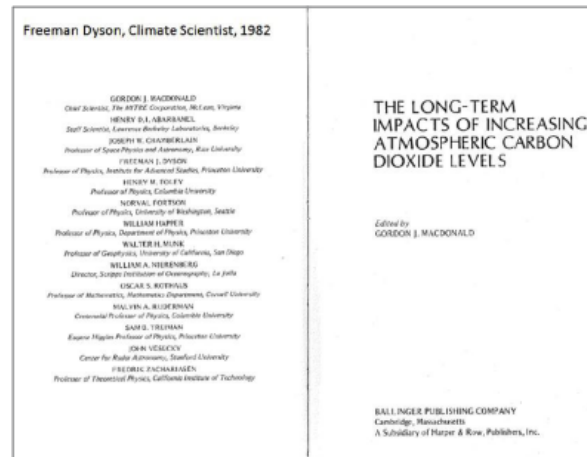 Freeman Dyson, Climate Scientist, 1982
GORDON J. MACDONALD
Chief Scientist, The MITRE Corporation, McLean, Virginia
HENRY D.I. ABARBANEL
Staff Scientist, Lawrence Berkeley Laboratories, Berkeley
JOSEPH W. CHAMBERLAIN
Professor of Space Physics and Astronomy, Rice University
FREEMAN J. DYSON
Professor of Physics, Institute for Advanced Studies, Princeton University
HENRY M. FOLEY
Professor of Physics, Columbia University
NORVAL FORTSON
Professor of Physics, University of Washington, Seattle
WILLIAM HAPPER
Professor of Physics, Department of Physics, Princeton University
WALTER H. MUNK
Professor of Geophysics, University of California, San Diego
WILLIAM A. NIERENBERG
Director, Scripps Institution of Oceanography, La Jolla
OSCAR S. ROTHAUS
Professor of Mathematics, Mathematics Department, Cornell University
MALVIN A. RUDERMAN
Centennial Professor of Physics, Columbia University
SAM B. TREIMAN
Eugene Higgins Professor of Physics, Princeton University
JOHN VESECKY
Center for Radar Astronomy, Stanford University
FREDRIC ZACHARIASEN
Professor of Theoretical Physics, California Institute of Technology
THE LONG-TERM
IMPACTS OF INCREASING
ATMOSPHERIC CARBON
DIOXIDE LEVELS
Edited by
GORDON J. MACDONALD
BALLINGER PUBLISHING COMPANY
Cambridge, Massachusetts
A Subsidiary of Harper & Row, Publishers, Inc.